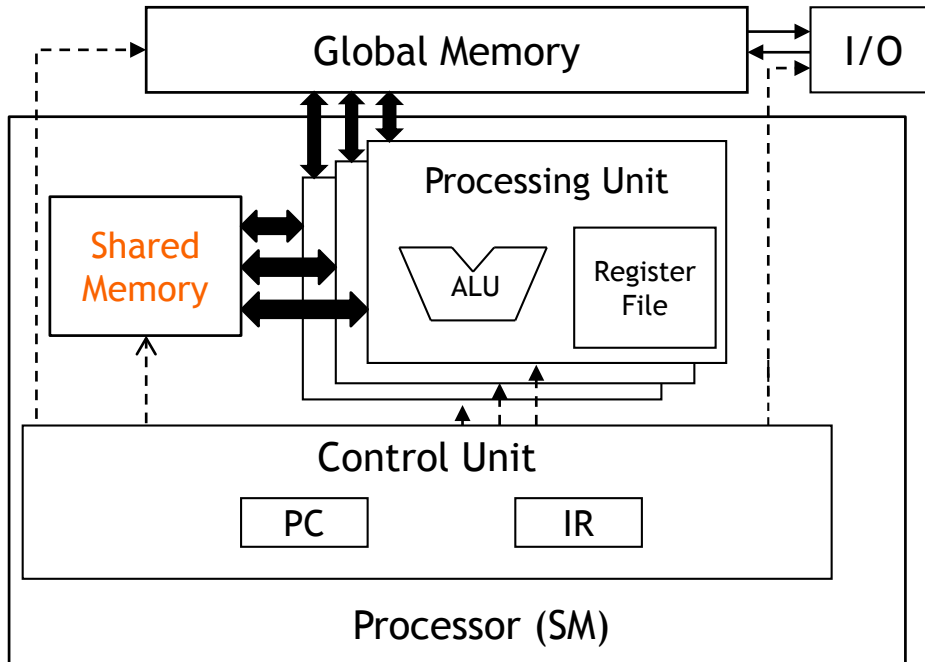 Global Memory
I/O
Processing Unit
Shared
Memory
ALU
Register
File
Control Unit
PC
IR
Processor (SM)